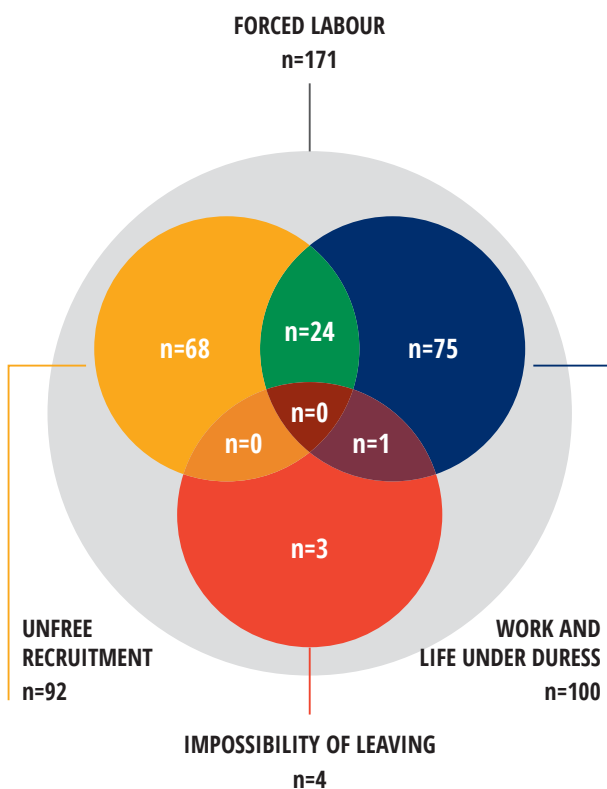 FORCED LABOUR
n=171
n=68
n=24
n=75
n=0
n=0
n=1
n=3
UNFREE
RECRUITMENT
n=92
WORK AND
LIFE UNDER DURESS
n=100
IMPOSSIBILITY OF LEAVING
n=4